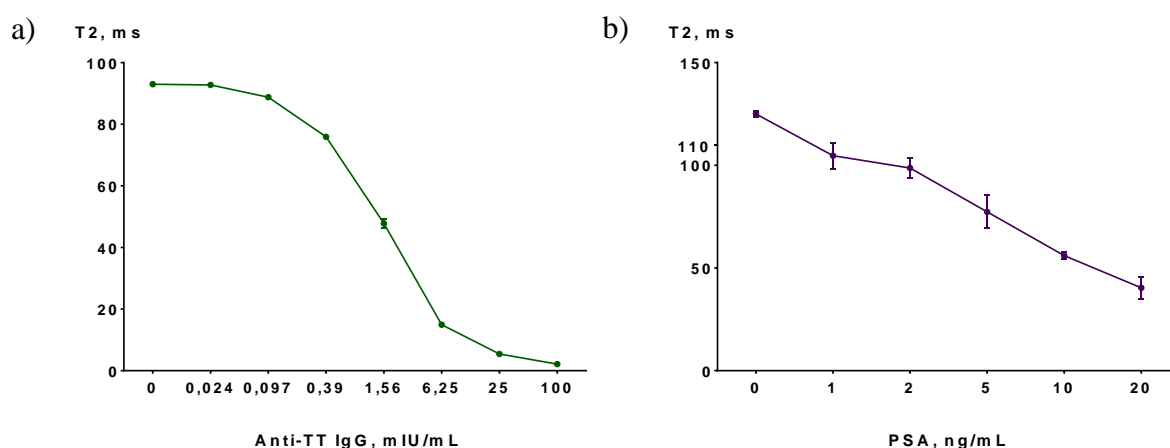 a)
T2, ms
100
80
60
40
20
0
0 0,024 0,097 0,39 1,56 6,25 25 100
Anti-TT IgG, mIU/mL
b)
T2, ms
150
110
100
50
0
0 1 2 5 10 20
PSA, ng/mL